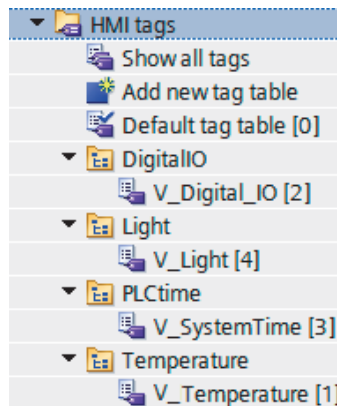 HMI tags
Show all tags
Add new tag table
Default tag table [0]
DigitalIO
V_Digital_IO [2]
Light
V_Light [4]
PLCtime
V_SystemTime [3]
Temperature
V_Temperature [1]